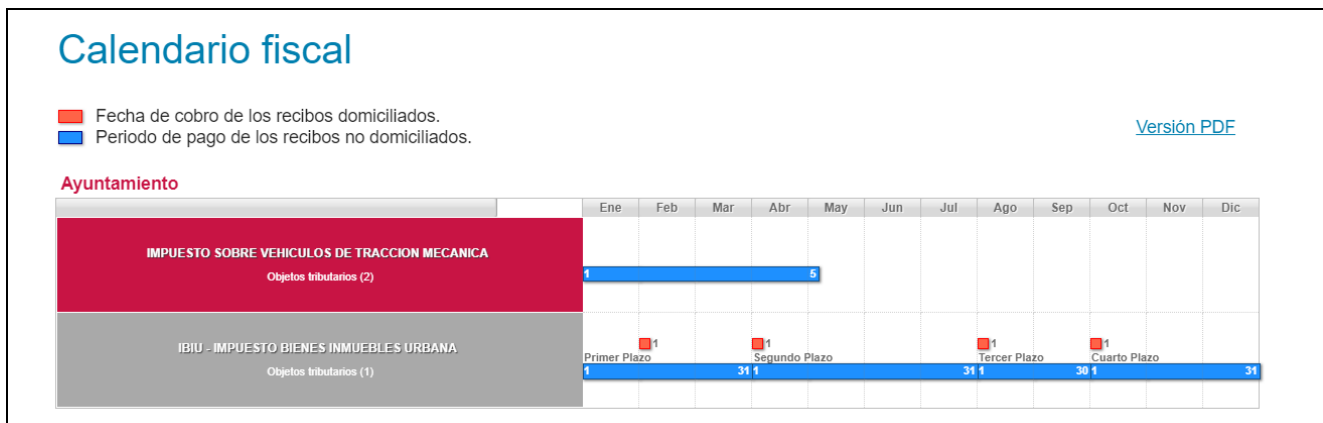 Calendario fiscal
Fecha de cobro de los recibos domiciliados.
Periodo de pago de los recibos no domiciliados.
Versión PDF
Ayuntamiento
Ene Feb Mar Abr May Jun Jul Ago Sep Oct Nov Dic
IMPUESTO SOBRE VEHICULOS DE TRACCION MECANICA
Objetos tributarios (2)
1 5
IBIU - IMPUESTO BIENES INMUEBLES URBANA
Objetos tributarios (1)
1 1 1 1
Primer Plazo Segundo Plazo Tercer Plazo Cuarto Plazo
1 31 1 31 1 30 1 31